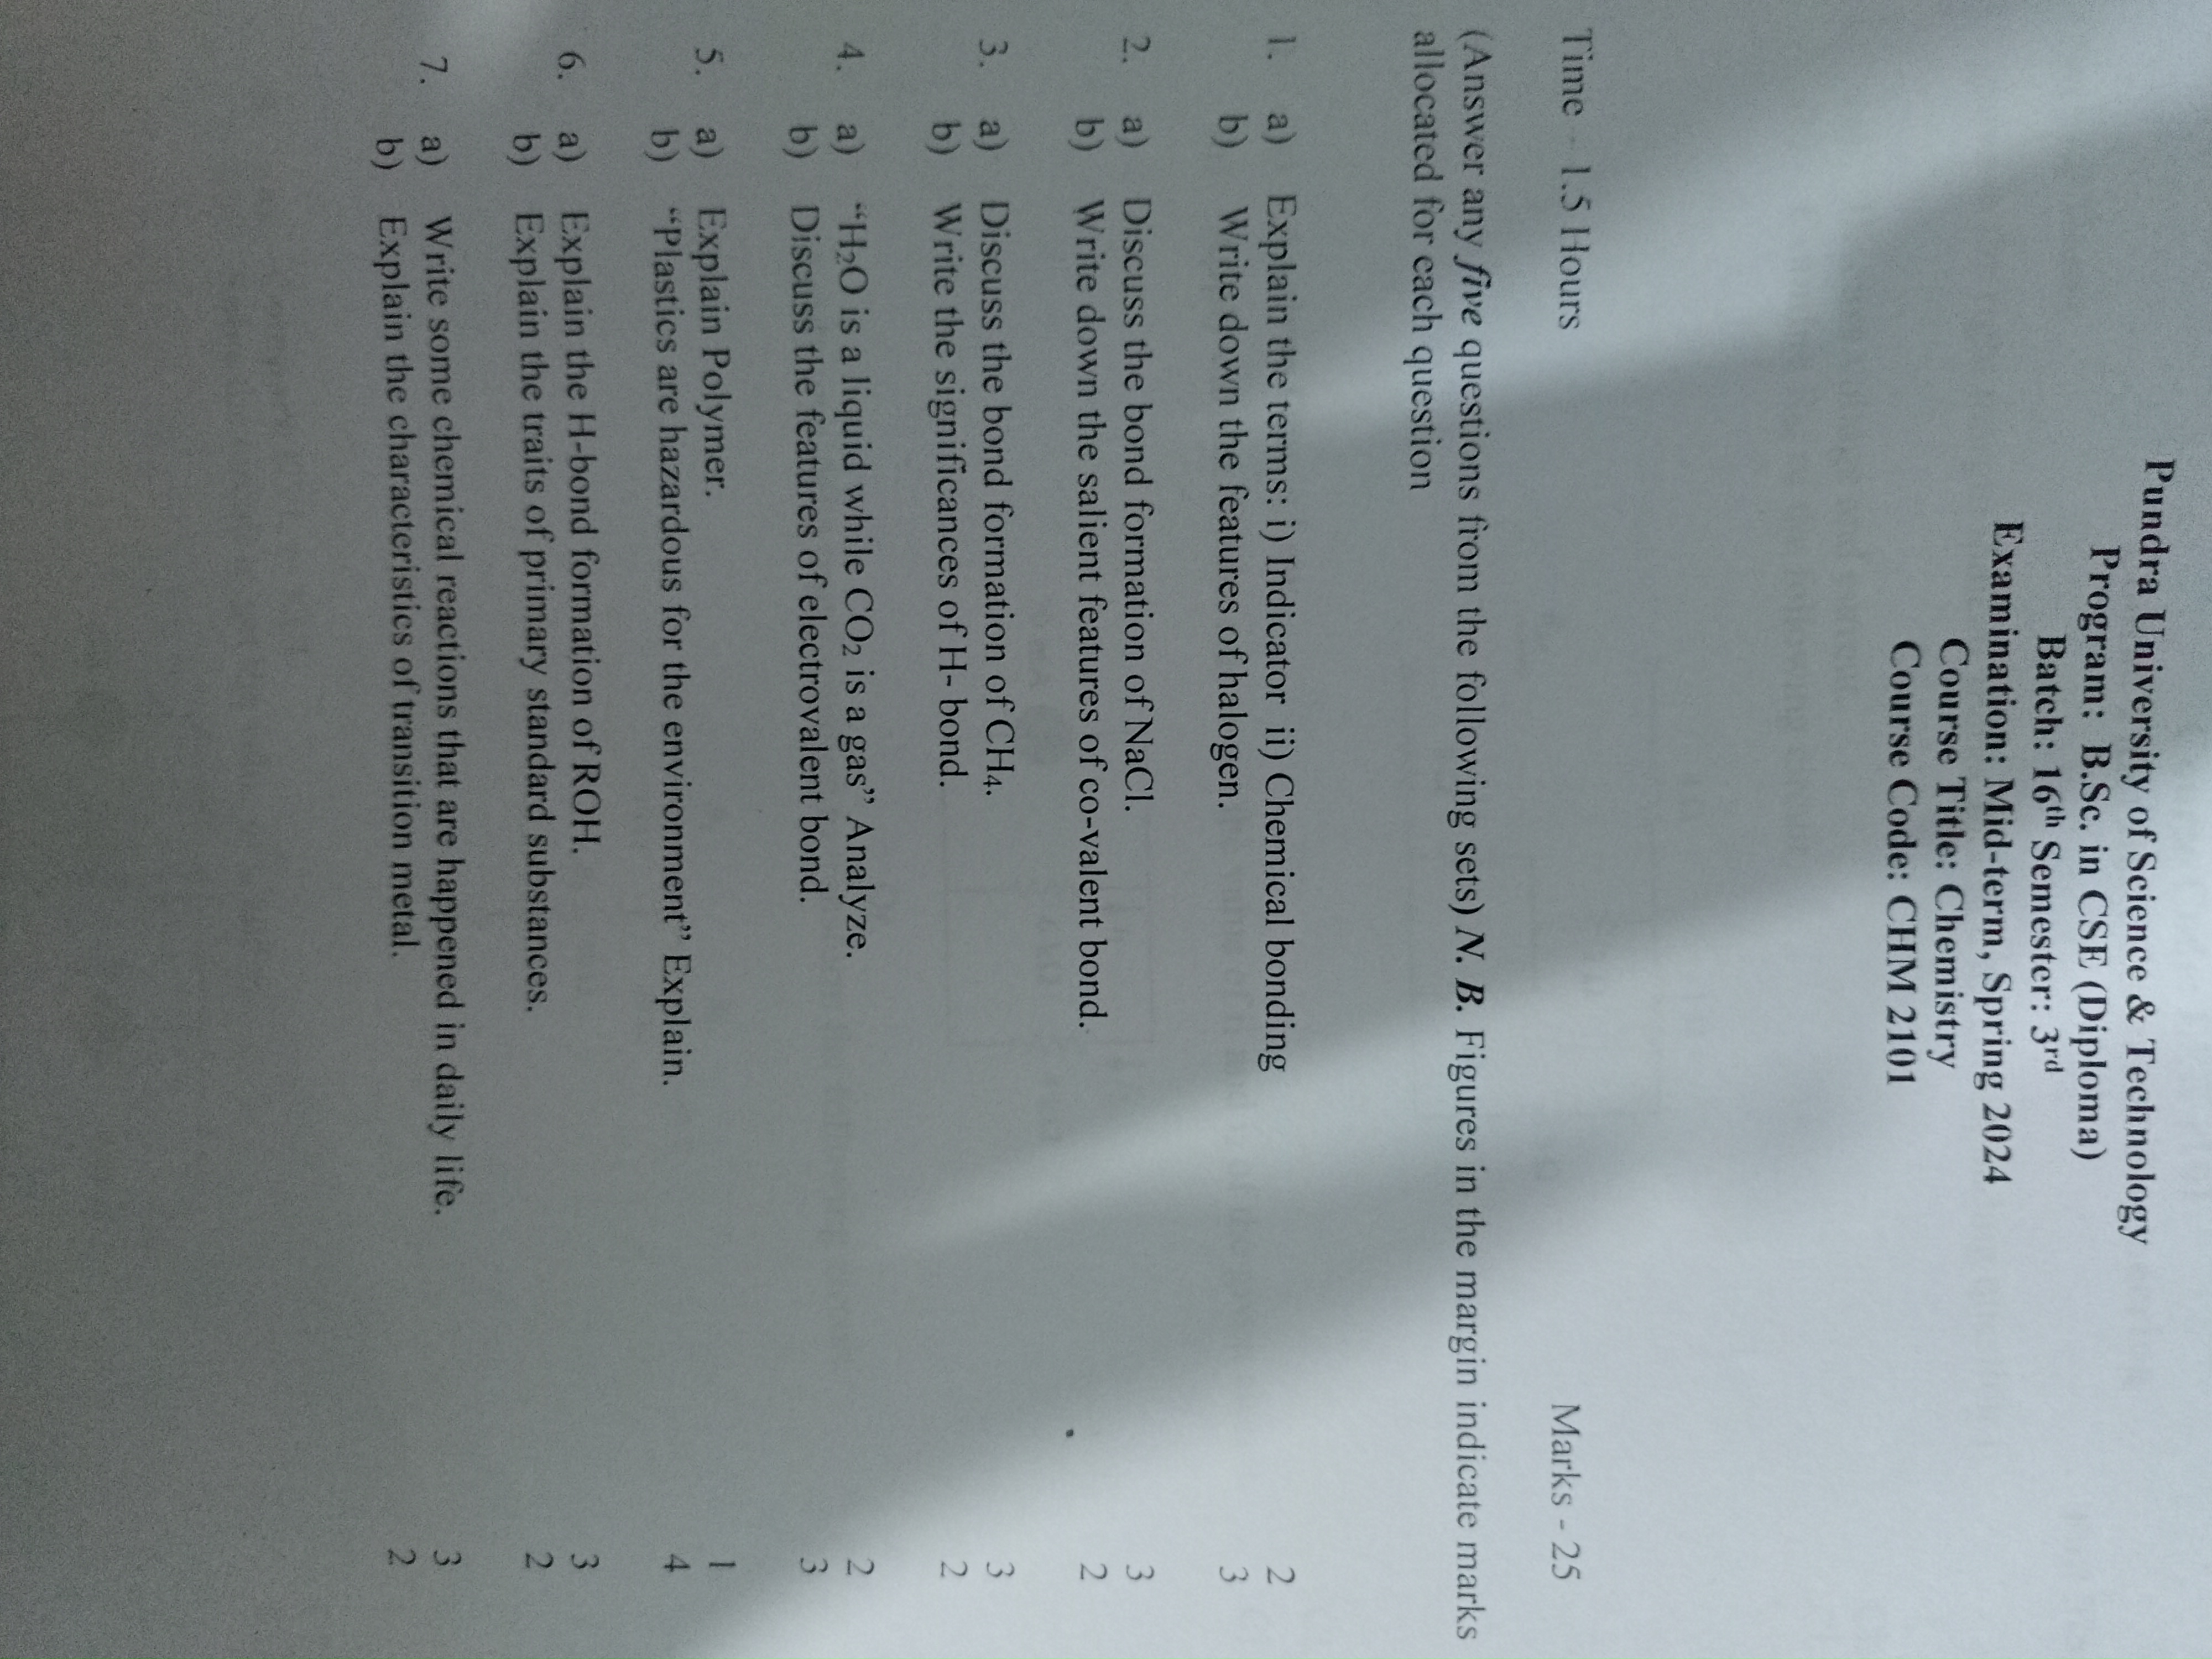 Pundra University of Science & Technology
Program: B.Sc. in CSE (Diploma)
Batch: 16th Semester: 3rd
Examination: Mid-term, Spring 2024
Course Title: Chemistry
Course Code: CHM 2101
Time - 1.5 Hours Marks - 25
(Answer any five questions from the following sets) N. B. Figures in the margin indicate marks
allocated for each question
1. a) Explain the terms: i) Indicator ii) Chemical bonding 2
b) Write down the features of halogen. 3
2. a) Discuss the bond formation of NaCl. 3
b) Write down the salient features of co-valent bond. 2
3. a) Discuss the bond formation of CH4. 3
b) Write the significances of H- bond. 2
4. a) “H2O is a liquid while CO2 is a gas” Analyze. 2
b) Discuss the features of electrovalent bond. 3
5. a) Explain Polymer. 1
b) “Plastics are hazardous for the environment” Explain. 4
6. a) Explain the H-bond formation of ROH. 3
b) Explain the traits of primary standard substances. 2
7. a) Write some chemical reactions that are happened in daily life. 3
b) Explain the characteristics of transition metal. 2